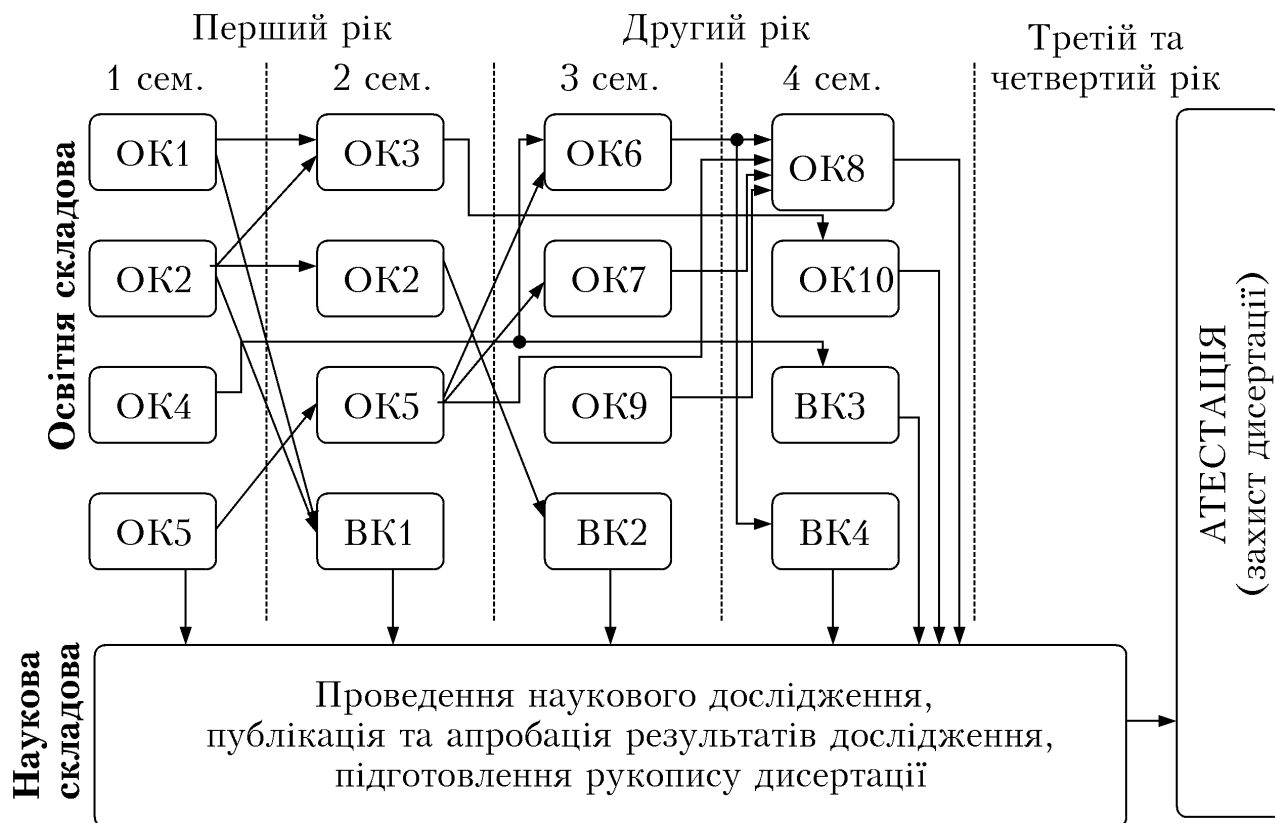 Перший рік
Другий рік
Третій та
четвертий рік
1 сем.
2 сем.
3 сем.
4 сем.
Освітня складова
ОК1
ОК3
ОК6
ОК8
ОК2
ОК2
ОК7
ОК10
ОК4
ОК5
ОК9
ВК3
ОК5
ВК1
ВК2
ВК4
Наукова
складова
Проведення наукового дослідження,
публікація та апробація результатів дослідження,
підготовлення рукопису дисертації
АТЕСТАЦІЯ
(захист дисертації)